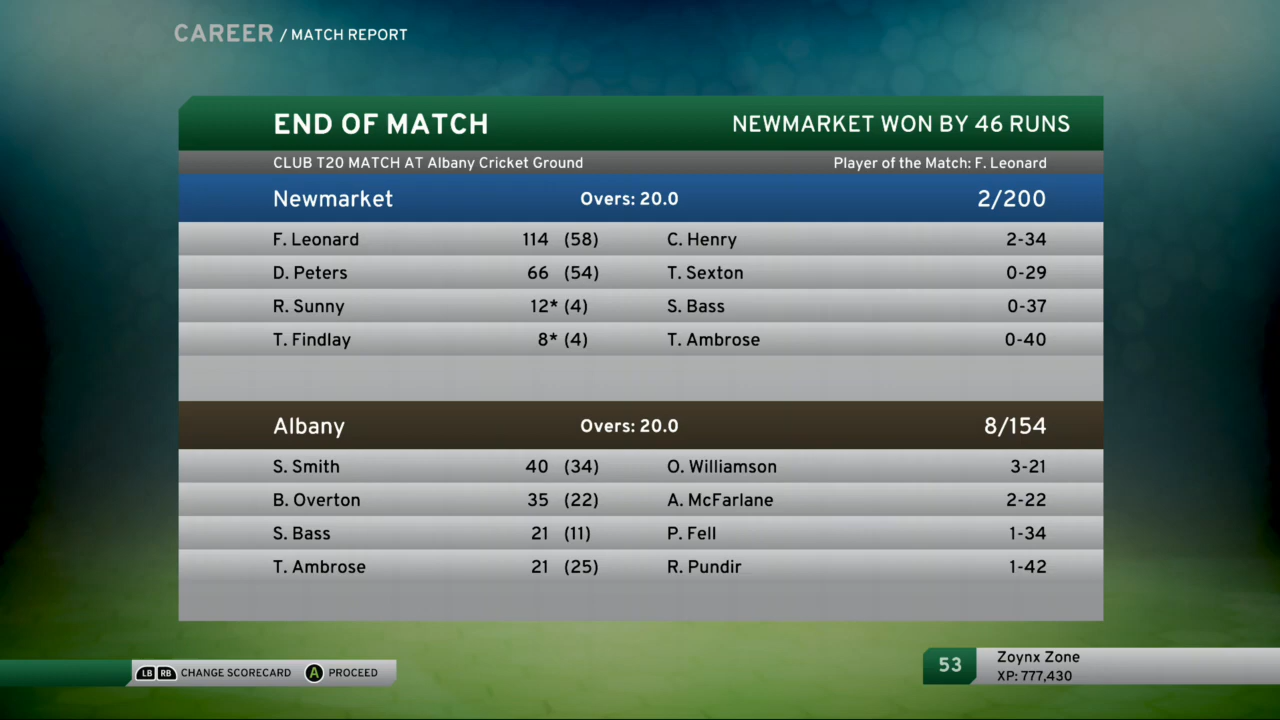 CAREER / MATCH REPORT
END OF MATCH NEWMARKET WON BY 46 RUNS
CLUB T20 MATCH AT Albany Cricket Ground Player of the Match: F. Leonard
Newmarket Overs: 20.0 2/200
F. Leonard 114 (58) C. Henry 2-34
D. Peters 66 (54) T. Sexton 0-29
R. Sunny 12* (4) S. Bass 0-37
T. Findlay 8* (4) T. Ambrose 0-40
Albany Overs: 20.0 8/154
S. Smith 40 (34) O. Williamson 3-21
B. Overton 35 (22) A. McFarlane 2-22
S. Bass 21 (11) P. Fell 1-34
T. Ambrose 21 (25) R. Pundir 1-42
LB RB CHANGE SCORECARD A PROCEED
53 Zoynx Zone
XP: 777,430